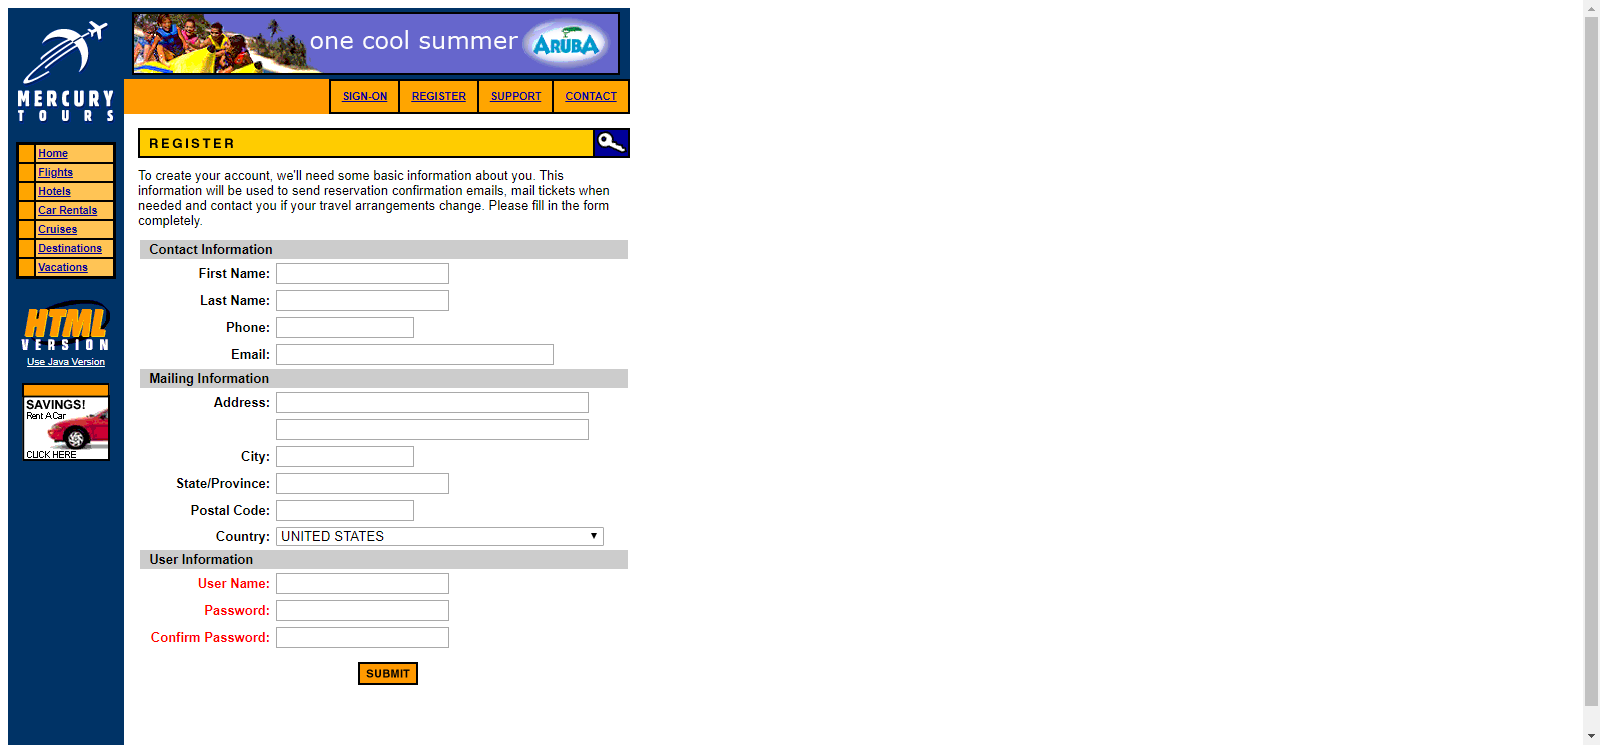 one cool summer ARUBA
MERCURY
TOURS
SIGN-ON REGISTER SUPPORT CONTACT
Home
Flights
Hotels
Car Rentals
Cruises
Destinations
Vacations
HTML
VERSION
Use Java Version
SAVINGS!
Rent A Car
CLICK HERE
REGISTER
To create your account, we'll need some basic information about you. This
information will be used to send reservation confirmation emails, mail tickets when
needed and contact you if your travel arrangements change. Please fill in the form
completely.
Contact Information
First Name:
Last Name:
Phone:
Email:
Mailing Information
Address:
City:
State/Province:
Postal Code:
Country: UNITED STATES
User Information
User Name:
Password:
Confirm Password:
SUBMIT